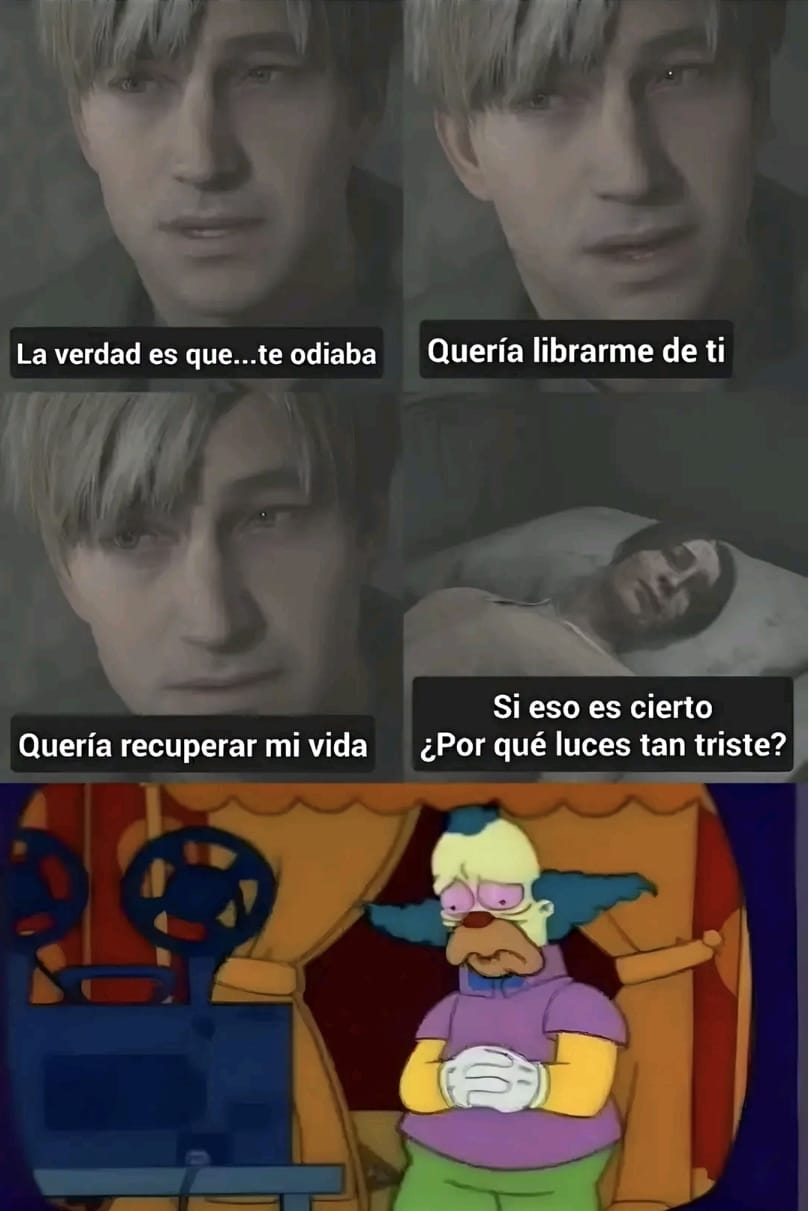 La verdad es que...te odiaba
Quería librarme de ti
Quería recuperar mi vida
Si eso es cierto
¿Por qué luces tan triste?